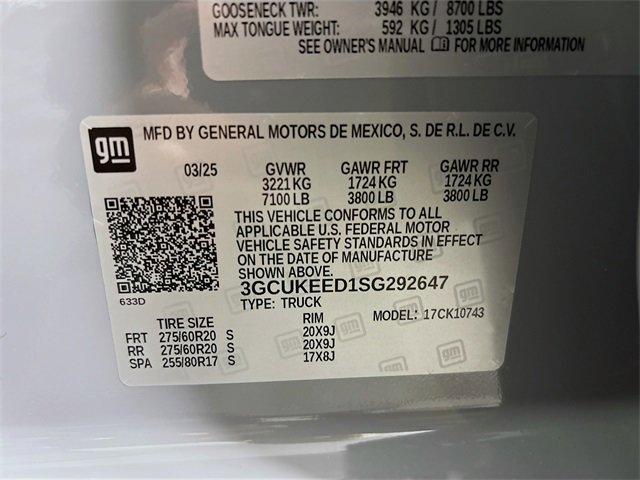 GOOSENECK TWR: 3946 KG/ 8700 LBS
MAX TONGUE WEIGHT: 592 KG/ 1305 LBS
SEE OWNER'S MANUAL FOR MORE INFORMATION
gm
MFD BY GENERAL MOTORS DE MEXICO, S. DE R.L. DE C.V.
03/25 GVWR GAWR FRT GAWR RR
3221 KG 1724 KG 1724 KG
7100 LB 3800 LB 3800 LB
THIS VEHICLE CONFORMS TO ALL
APPLICABLE U.S. FEDERAL MOTOR
VEHICLE SAFETY STANDARDS IN EFFECT
ON THE DATE OF MANUFACTURE
SHOWN ABOVE.
3GCUKEED1SG292647
633D
TYPE: TRUCK
MODEL: 17CK10743
TIRE SIZE RIM
FRT 275/60R20 S 20X9J
RR 275/60R20 S 20X9J
SPA 255/80R17 S 17X8J